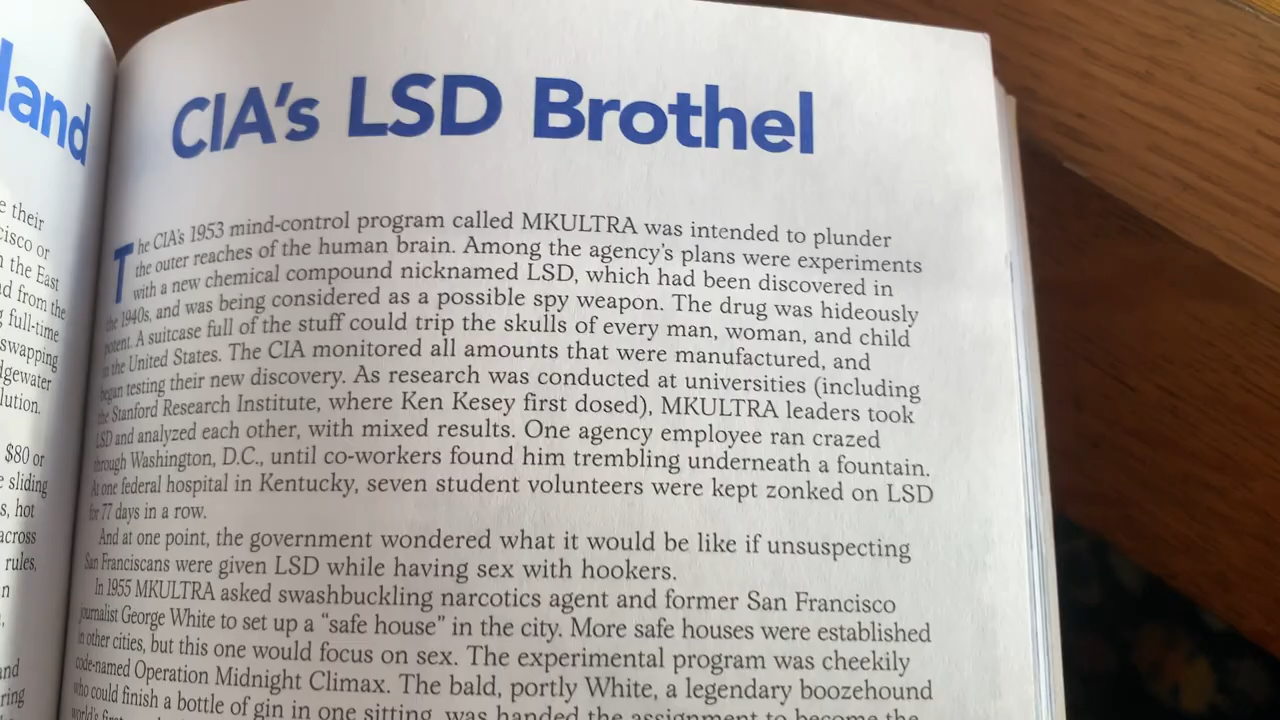 land
e their
cisco or
n the East
nd from the
g full-time
swapping
dgewater
lution.
$80 or
e sliding
s, hot
across
rules,
n
and
ring
CIA's LSD Brothel
The CIA's 1953 mind-control program called MKULTRA was intended to plunder
the outer reaches of the human brain. Among the agency's plans were experiments
with a new chemical compound nicknamed LSD, which had been discovered in
the 1940s, and was being considered as a possible spy weapon. The drug was hideously
potent. A suitcase full of the stuff could trip the skulls of every man, woman, and child
in the United States. The CIA monitored all amounts that were manufactured, and
began testing their new discovery. As research was conducted at universities (including
the Stanford Research Institute, where Ken Kesey first dosed), MKULTRA leaders took
LSD and analyzed each other, with mixed results. One agency employee ran crazed
through Washington, D.C., until co-workers found him trembling underneath a fountain.
At one federal hospital in Kentucky, seven student volunteers were kept zonked on LSD
for 77 days in a row.
And at one point, the government wondered what it would be like if unsuspecting
San Franciscans were given LSD while having sex with hookers.
In 1955 MKULTRA asked swashbuckling narcotics agent and former San Francisco
journalist George White to set up a "safe house" in the city. More safe houses were established
in other cities, but this one would focus on sex. The experimental program was cheekily
code-named Operation Midnight Climax. The bald, portly White, a legendary boozehound
who could finish a bottle of gin in one sitting, was handed the assignment to become the
world's first